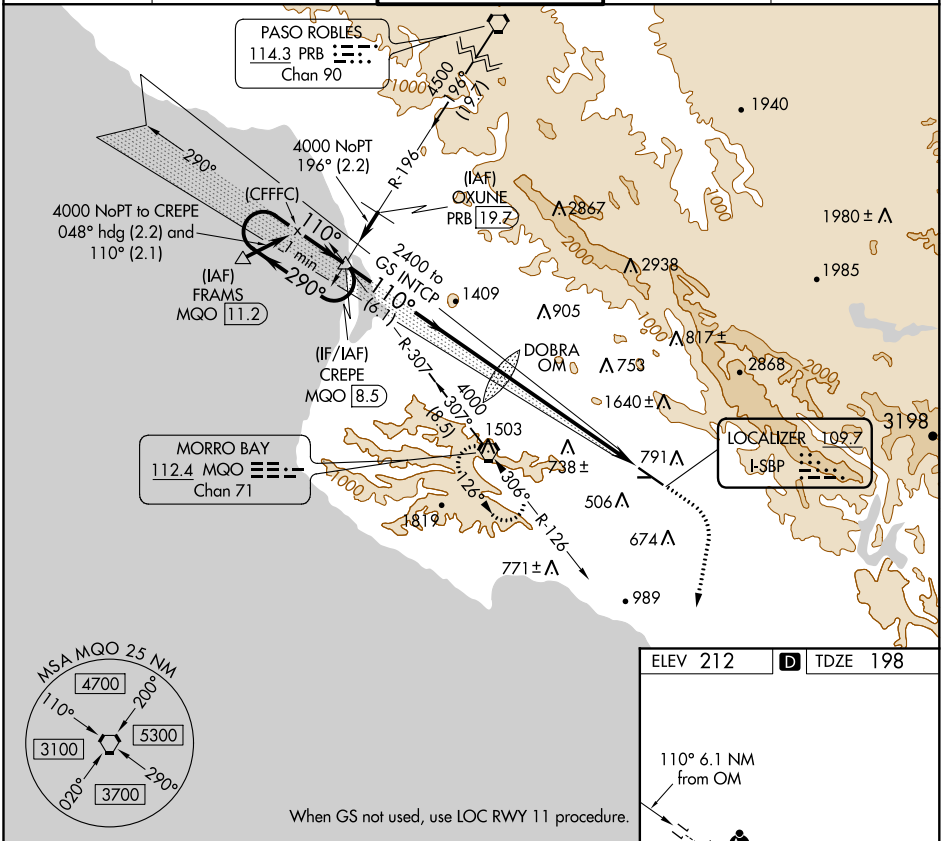 PASO ROBLES
114.3 PRB
Chan 90
1000
4500
196°
(19.7)
1940
4000 NoPT
196° (2.2)
R-196
290°
(CFFFC)
(IAF)
OXUNE
PRB 19.7
2867
1980 ±
4000 NoPT to CREPE
048° hdg (2.2) and
110° (2.1)
110°
2000
2400 to
GS INTCP
2938
1985
1 min
290°
110°
(6.1)
(IAF)
FRAMS
MQO 11.2
1409
905
1000
817±
R-307
DOBRA
OM
753
2868
2000
(IF/IAF)
CREPE
MQO 8.5
4000
307°
(8.5)
1640±
3198
1503
LOCALIZER 109.7
I-SBP
MORRO BAY
112.4 MQO
Chan 71
738±
791
1000
126°
306°
506
1819
R-126
674
771±
989
MSA MQO 25 NM
4700
110°
200°
3100
5300
020°
290°
3700
ELEV 212
D
TDZE 198
110° 6.1 NM
from OM
When GS not used, use LOC RWY 11 procedure.